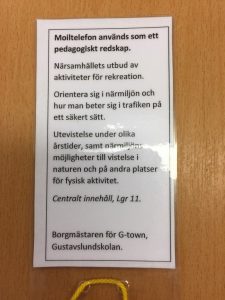 Moiltelefon används som ett
pedagogiskt redskap.
Närsamhällets utbud av
aktiviteter för rekreation.
Orientera sig i närmiljön och
hur man beter sig i trafiken på
ett säkert sätt.
Utevistelse under olika
årstider, samt närmiljöns
möjligheter till vistelse i
naturen och på andra platser
för fysisk aktivitet.
Centralt innehåll, Lgr 11.
Borgmästaren för G-town,
Gustavslundskolan.